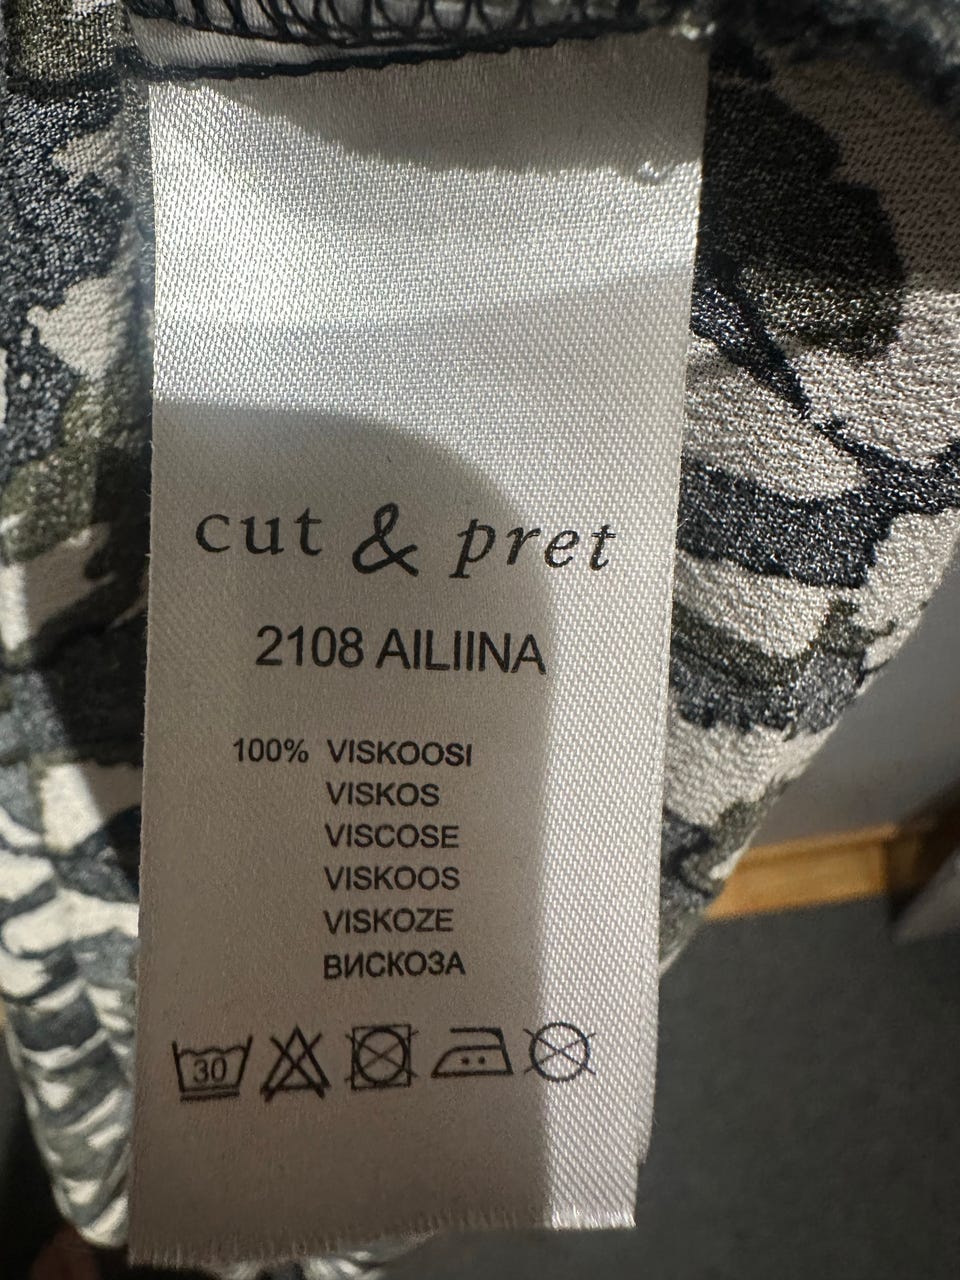 cut & pret
2108 AILIINA
100% VISKOOSI
VISKOS
VISCOSE
VISKOOS
VISKOZE
ВИСКОЗА
30